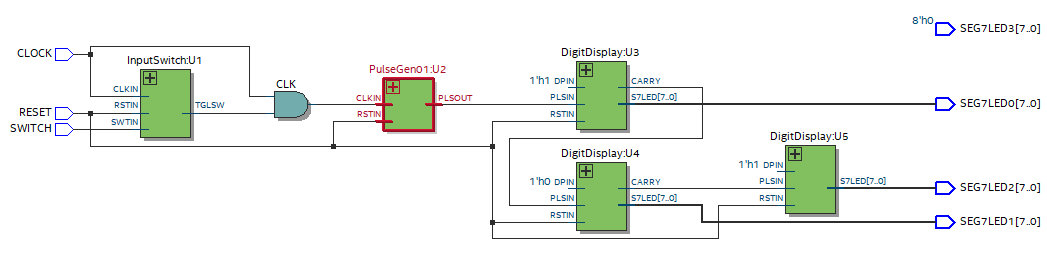 8'h0
SEG7LED3[7..0]
CLOCK
InputSwitch:U1
CLKIN
RSTIN
SWTIN
TGLSW
RESET
SWITCH
CLK
PulseGen01:U2
CLKIN
RSTIN
PLSOUT
DigitDisplay:U3
1'h1 DPIN
PLSIN
RSTIN
CARRY
S7LED[7..0]
SEG7LED0[7..0]
DigitDisplay:U4
1'h0 DPIN
PLSIN
RSTIN
CARRY
S7LED[7..0]
DigitDisplay:U5
1'h1 DPIN
PLSIN
RSTIN
S7LED[7..0]
SEG7LED2[7..0]
SEG7LED1[7..0]